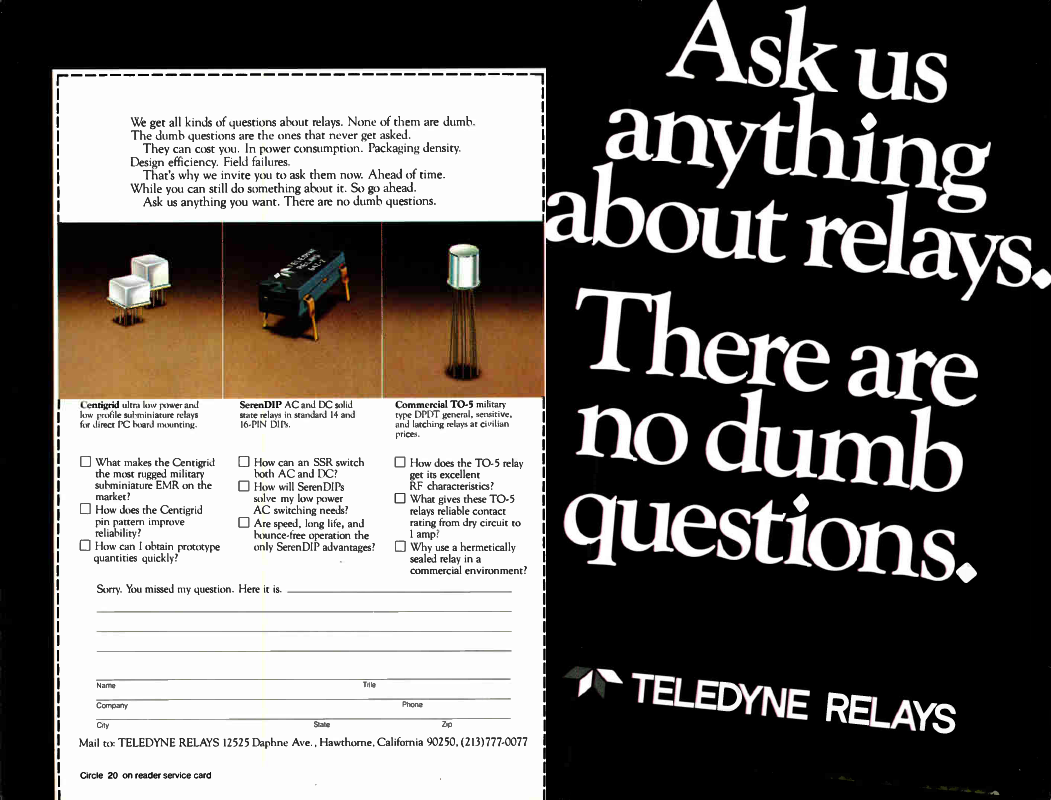 We get all kinds of questions about relays. None of them are dumb.
The dumb questions are the ones that never get asked.
They can cost you. In power consumption. Packaging density.
Design efficiency. Field failures.
That's why we invite you to ask them now. Ahead of time.
While you can still do something about it. So go ahead.
Ask us anything you want. There are no dumb questions.
TELEDYNE
RELAYS
641-2
Centigrid ultra low power and
low profile subminiature relays
for direct PC board mounting.
What makes the Centigrid
the most rugged military
subminiature EMR on the
market?
How does the Centigrid
pin pattern improve
reliability?
How can I obtain prototype
quantities quickly?
SerenDIP AC and DC solid
state relays in standard 14 and
16-PIN DIPs.
How can an SSR switch
both AC and DC?
How will SerenDIPs
solve my low power
AC switching needs?
Are speed, long life, and
bounce-free operation the
only SerenDIP advantages?
Commercial TO-5 military
type DPDT general, sensitive,
and latching relays at civilian
prices.
How does the TO-5 relay
get its excellent
RF characteristics?
What gives these TO-5
relays reliable contact
rating from dry circuit to
1 amp?
Why use a hermetically
sealed relay in a
commercial environment?
Sorry. You missed my question. Here it is.
Name Title
Company Phone
City State Zip
Mail to: TELEDYNE RELAYS 12525 Daphne Ave., Hawthorne, California 90250, (213) 777-0077
Circle 20 on reader service card
Ask us
anything
about relays.
There are
no dumb
questions.
TELEDYNE RELAYS